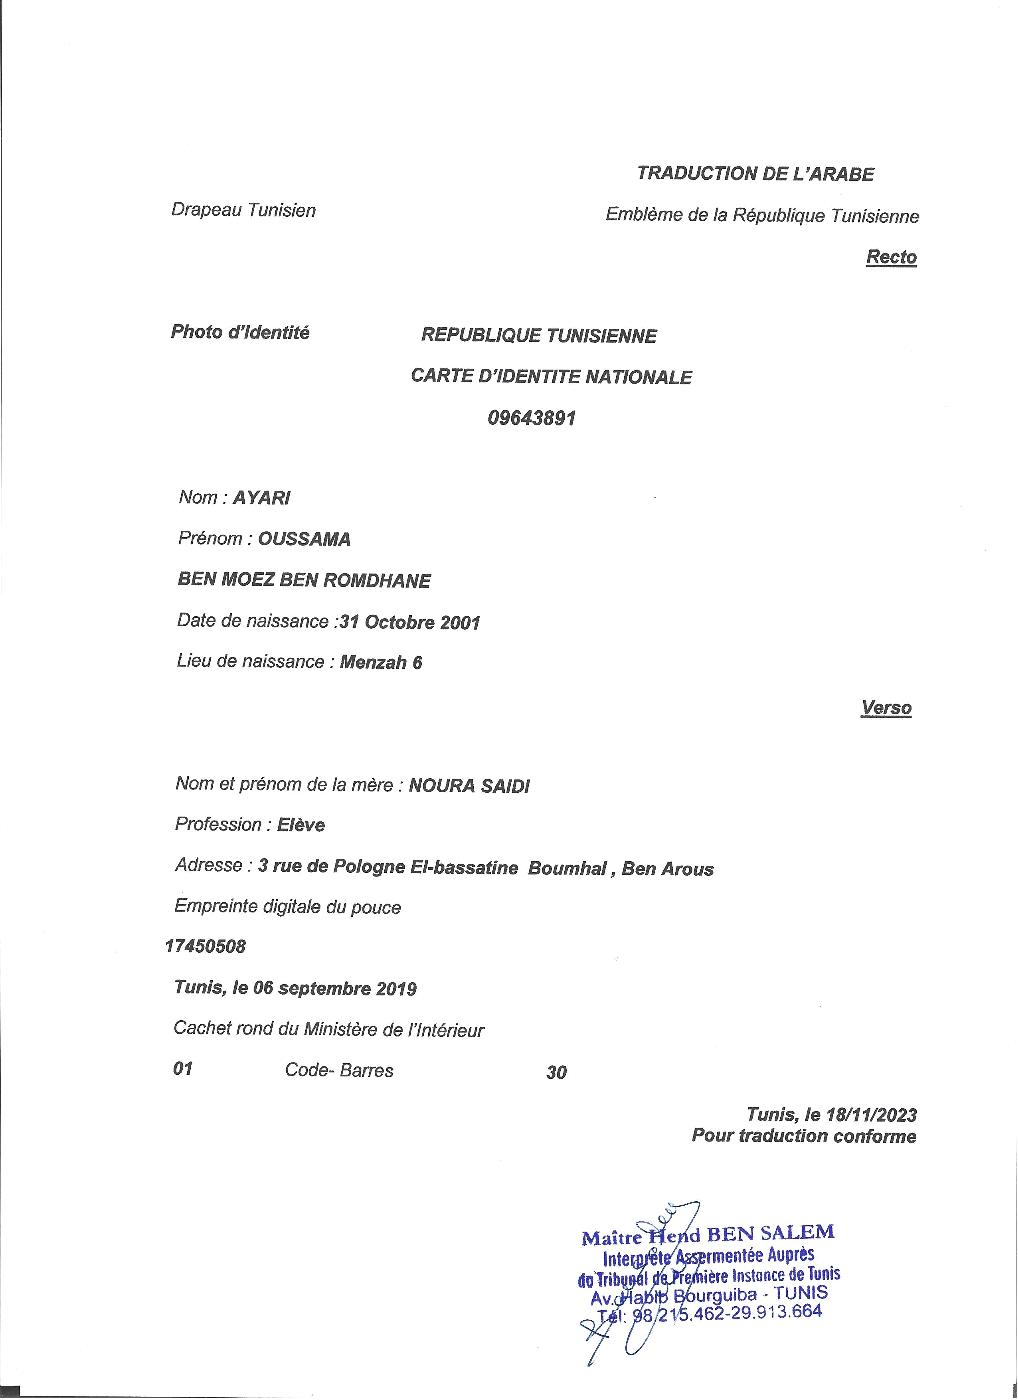 TRADUCTION DE L'ARABE
Drapeau Tunisien
Emblème de la République Tunisienne
Recto
Photo d'Identité
REPUBLIQUE TUNISIENNE
CARTE D'IDENTITE NATIONALE
09643891
Nom : AYARI
Prénom : OUSSAMA
BEN MOEZ BEN ROMDHANE
Date de naissance :31 Octobre 2001
Lieu de naissance : Menzah 6
Verso
Nom et prénom de la mère : NOURA SAIDI
Profession : Elève
Adresse : 3 rue de Pologne El-bassatine Boumhal , Ben Arous
Empreinte digitale du pouce
17450508
Tunis, le 06 septembre 2019
Cachet rond du Ministère de l'Intérieur
01 Code- Barres 30
Tunis, le 18/11/2023
Pour traduction conforme
Maître Hend BEN SALEM
Interprête Assermentée Auprès
du Tribunal de Première Instance de Tunis
Av. Habib Bourguiba - TUNIS
Tél: 98.215.462-29.913.664